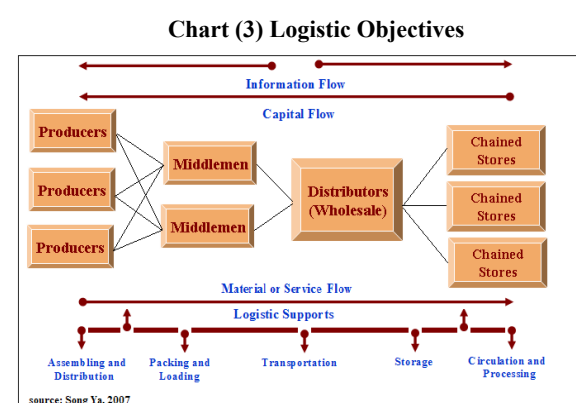 Chart (3) Logistic Objectives
Information Flow
Capital Flow
Producers
Producers
Producers
Middlemen
Middlemen
Distributors
(Wholesale)
Chained
Stores
Chained
Stores
Chained
Stores
Material or Service Flow
Logistic Supports
Assembling and
Distribution
Packing and
Loading
Transportation
Storage
Circulation and
Processing
source: Song Ya, 2007